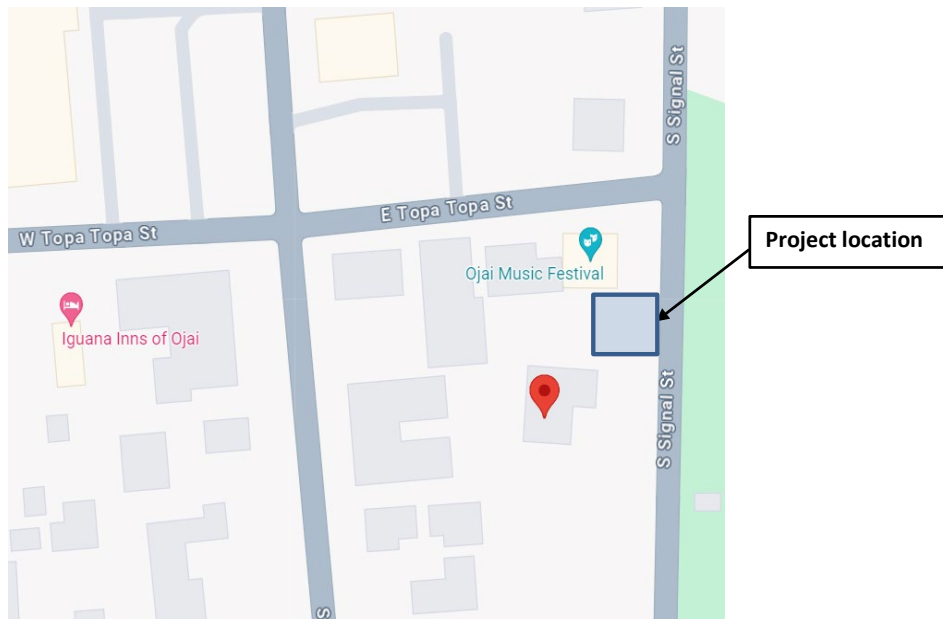 S Signal St
E Topa Topa St
W Topa Topa St
Project location
Ojai Music Festival
Iguana Inns of Ojai
S Signal St
S